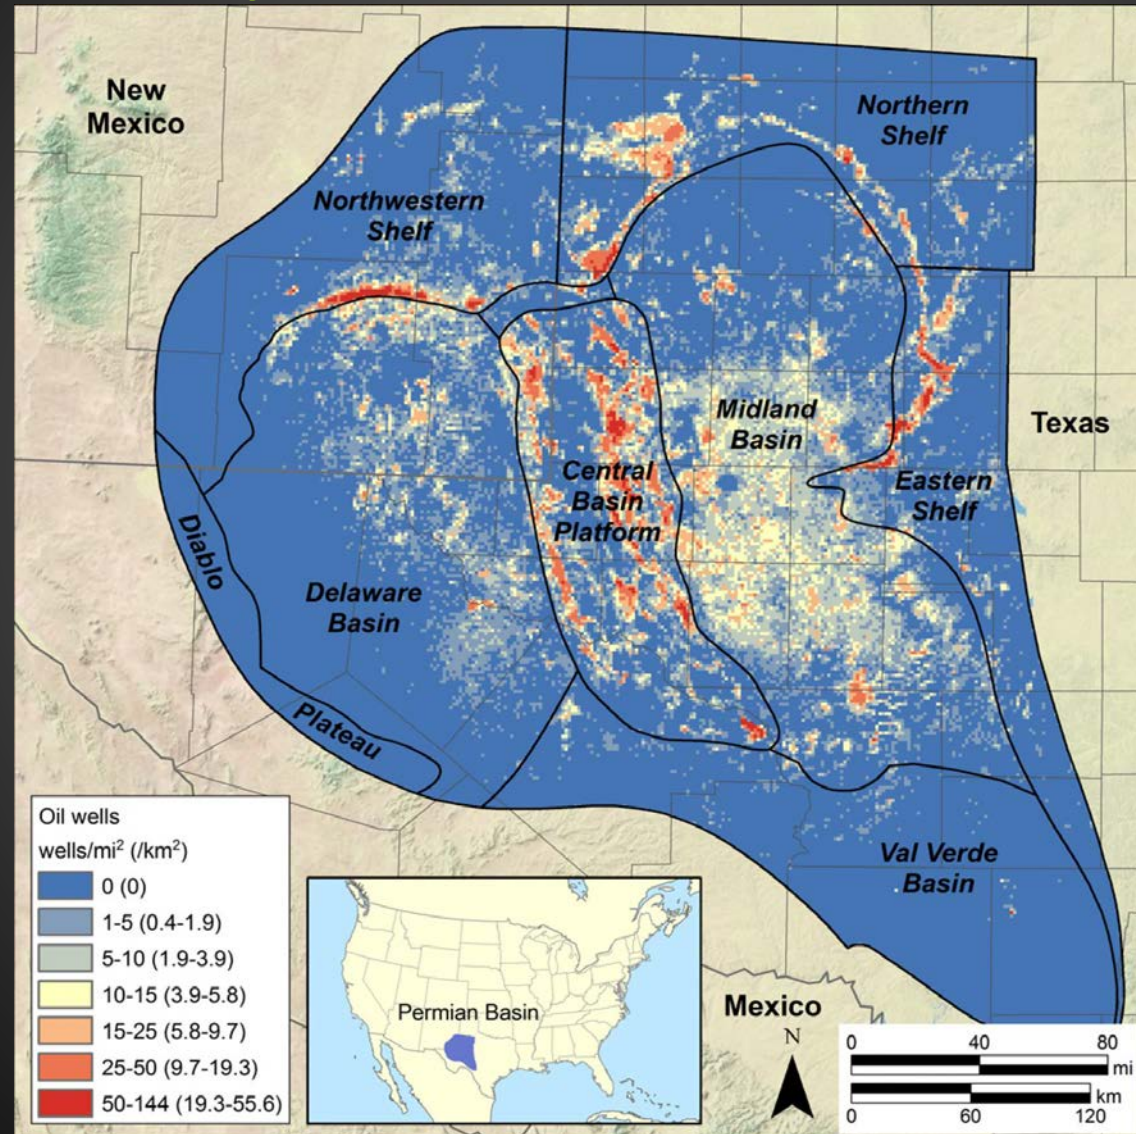 New
Mexico
Northern
Shelf
Northwestern
Shelf
Midland
Basin
Texas
Central
Basin
Platform
Eastern
Shelf
Diablo
Delaware
Basin
Plateau
Val Verde
Basin
Mexico
Oil wells
wells/mi² (/km²)
0 (0)
1-5 (0.4-1.9)
5-10 (1.9-3.9)
10-15 (3.9-5.8)
15-25 (5.8-9.7)
25-50 (9.7-19.3)
50-144 (19.3-55.6)
Permian Basin
N
0 40 80
mi
km
0 60 120